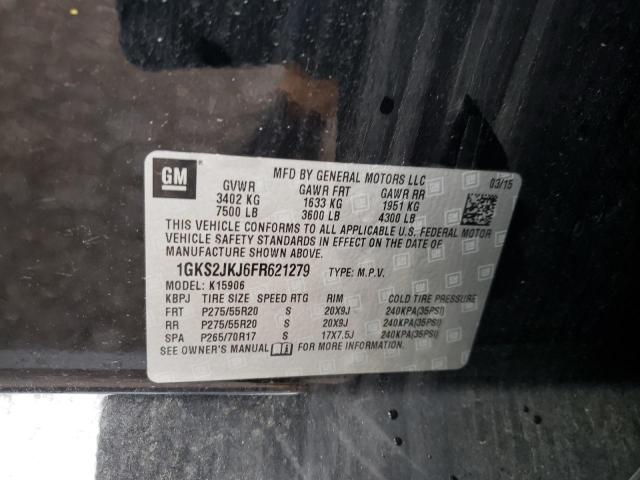 GM
MFD BY GENERAL MOTORS LLC
03/15
GVWR GAWR FRT GAWR RR
3402 KG 1633 KG 1951 KG
7500 LB 3600 LB 4300 LB
THIS VEHICLE CONFORMS TO ALL APPLICABLE U.S. FEDERAL MOTOR
VEHICLE SAFETY STANDARDS IN EFFECT ON THE DATE OF
MANUFACTURE SHOWN ABOVE.
1GKS2JKJ6FR621279 TYPE: M.P.V.
MODEL: K15906
KBPJ TIRE SIZE SPEED RTG RIM COLD TIRE PRESSURE
FRT P275/55R20 S 20X9J 240KPA(35PSI)
RR P275/55R20 S 20X9J 240KPA(35PSI)
SPA P265/70R17 S 17X7.5J 240KPA(35PSI)
SEE OWNER'S MANUAL FOR MORE INFORMATION.